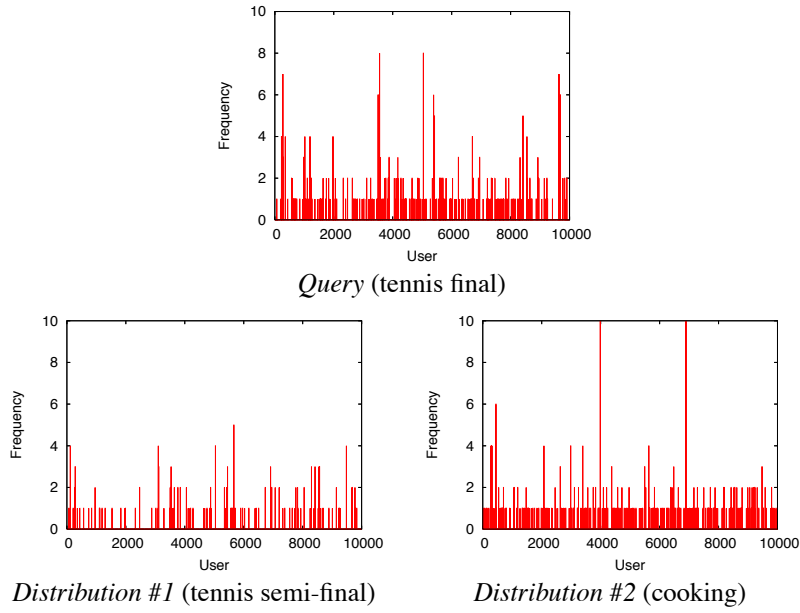 10
8
6
4
2
0
Frequency
0 2000 4000 6000 8000 10000
User
Query (tennis final)
10
8
6
4
2
0
Frequency
0 2000 4000 6000 8000 10000
User
Distribution #1 (tennis semi-final)
10
8
6
4
2
0
Frequency
0 2000 4000 6000 8000 10000
User
Distribution #2 (cooking)